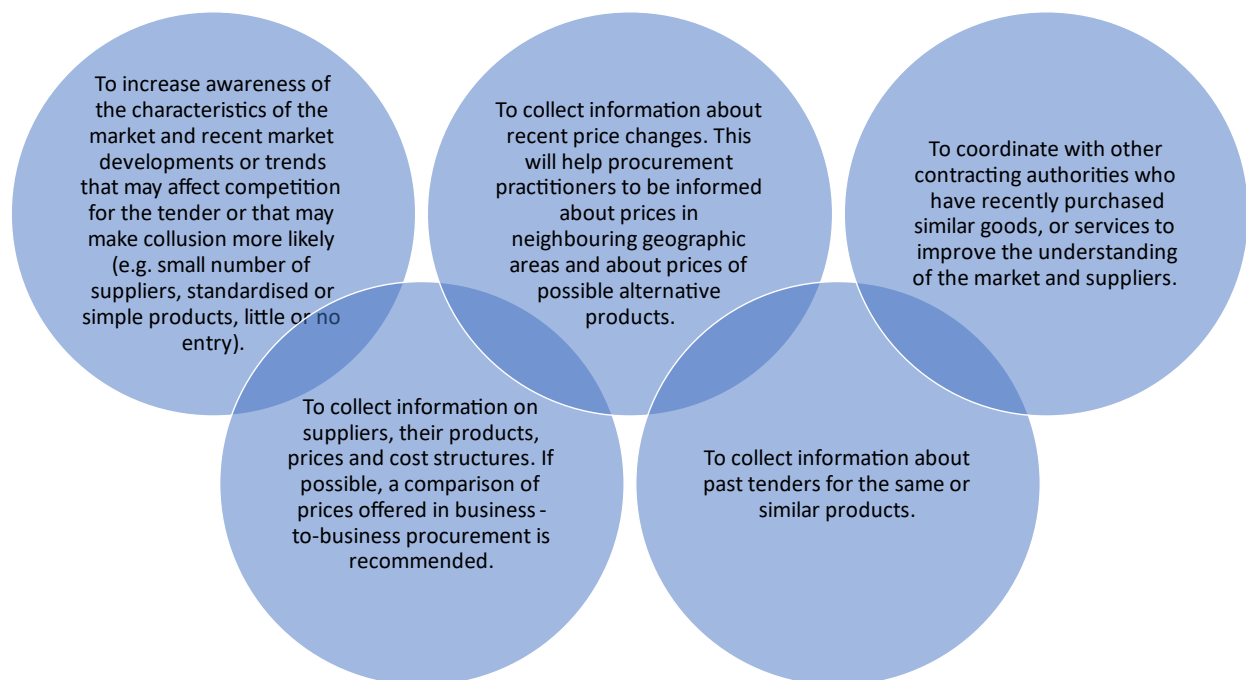 To increase awareness of
the characteristics of the
market and recent market
developments or trends
that may affect competition
for the tender or that may
make collusion more likely
(e.g. small number of
suppliers, standardised or
simple products, little or no
entry).
To collect information on
suppliers, their products,
prices and cost structures. If
possible, a comparison of
prices offered in business-
to-business procurement is
recommended.
To collect information about
recent price changes. This
will help procurement
practitioners to be informed
about prices in
neighbouring geographic
areas and about prices of
possible alternative
products.
To collect information about
past tenders for the same or
similar products.
To coordinate with other
contracting authorities who
have recently purchased
similar goods, or services to
improve the understanding
of the market and suppliers.